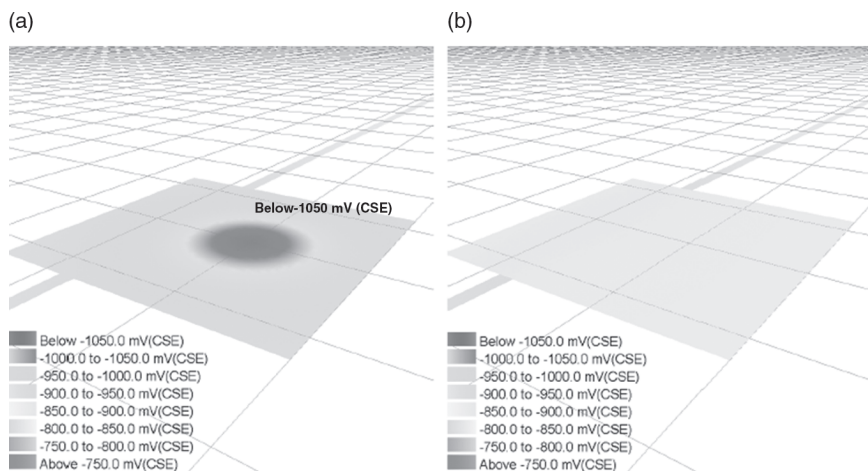 (a)
Below-1050 mV (CSE)
Below -1050.0 mV(CSE)
-1000.0 to -1050.0 mV(CSE)
-950.0 to -1000.0 mV(CSE)
-900.0 to -950.0 mV(CSE)
-850.0 to -900.0 mV(CSE)
-800.0 to -850.0 mV(CSE)
-750.0 to -800.0 mV(CSE)
Above -750.0 mV(CSE)
(b)
Below -1050.0 mV(CSE)
-1000.0 to -1050.0 mV(CSE)
-950.0 to -1000.0 mV(CSE)
-900.0 to -950.0 mV(CSE)
-850.0 to -900.0 mV(CSE)
-800.0 to -850.0 mV(CSE)
-750.0 to -800.0 mV(CSE)
Above -750.0 mV(CSE)